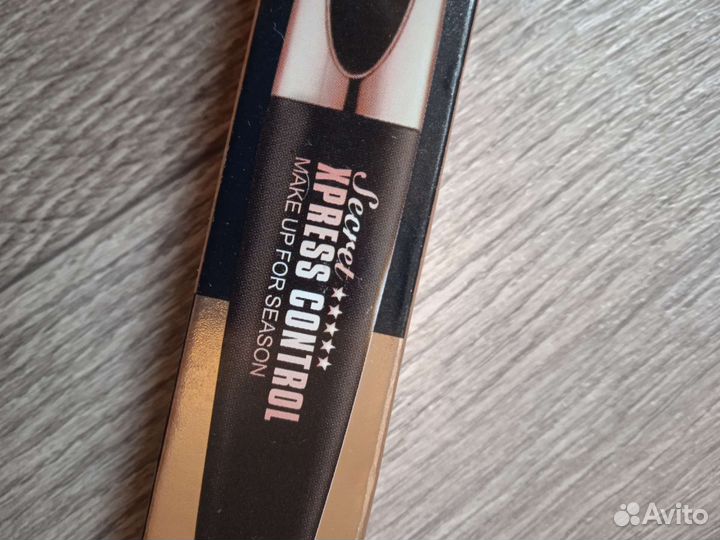 Secret
★★★★★
XPRESS CONTROL
MAKE UP FOR SEASON
Avito